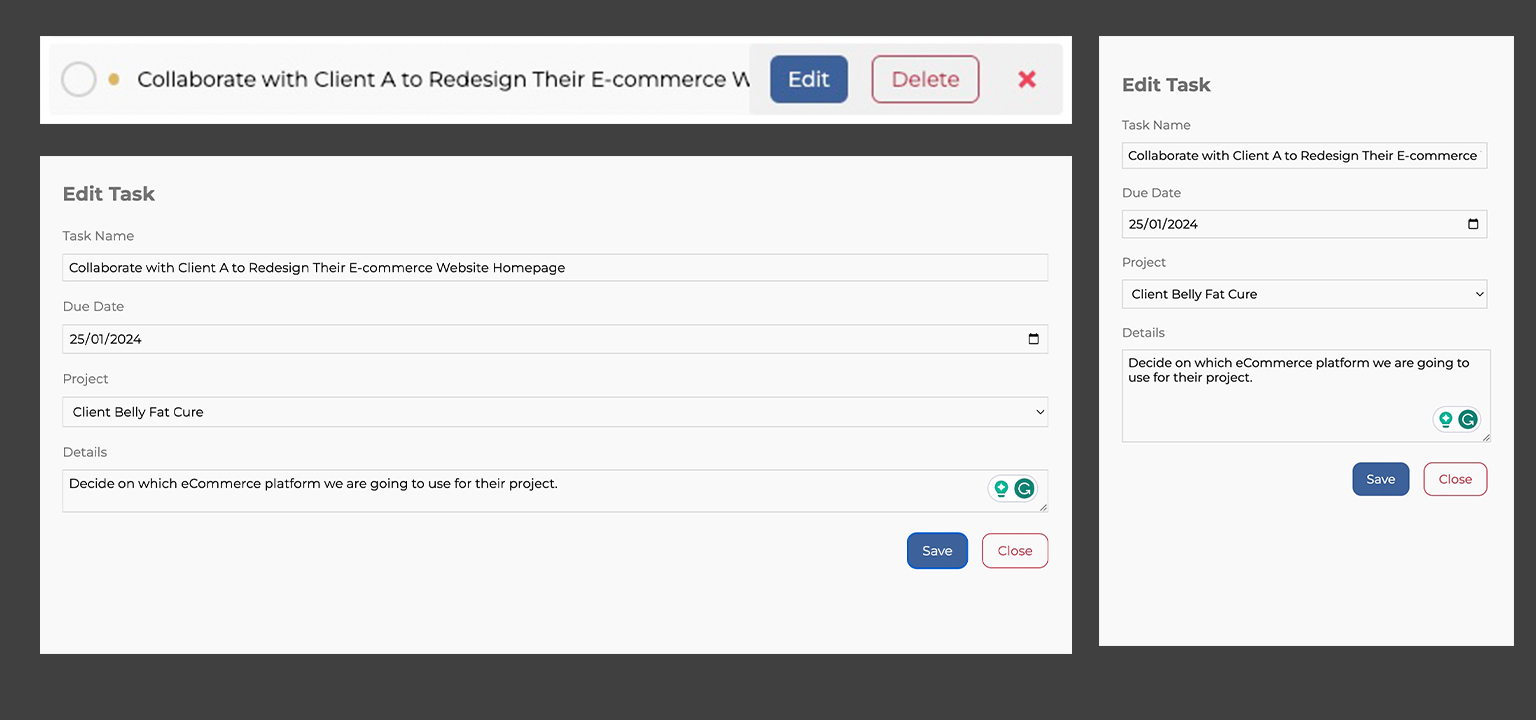 Collaborate with Client A to Redesign Their E-commerce W
Edit
Delete
Edit Task
Task Name
Collaborate with Client A to Redesign Their E-commerce Website Homepage
Due Date
25/01/2024
Project
Client Belly Fat Cure
Details
Decide on which eCommerce platform we are going to use for their project.
Save
Close
Edit Task
Task Name
Collaborate with Client A to Redesign Their E-commerce
Due Date
25/01/2024
Project
Client Belly Fat Cure
Details
Decide on which eCommerce platform we are going to
use for their project.
Save
Close